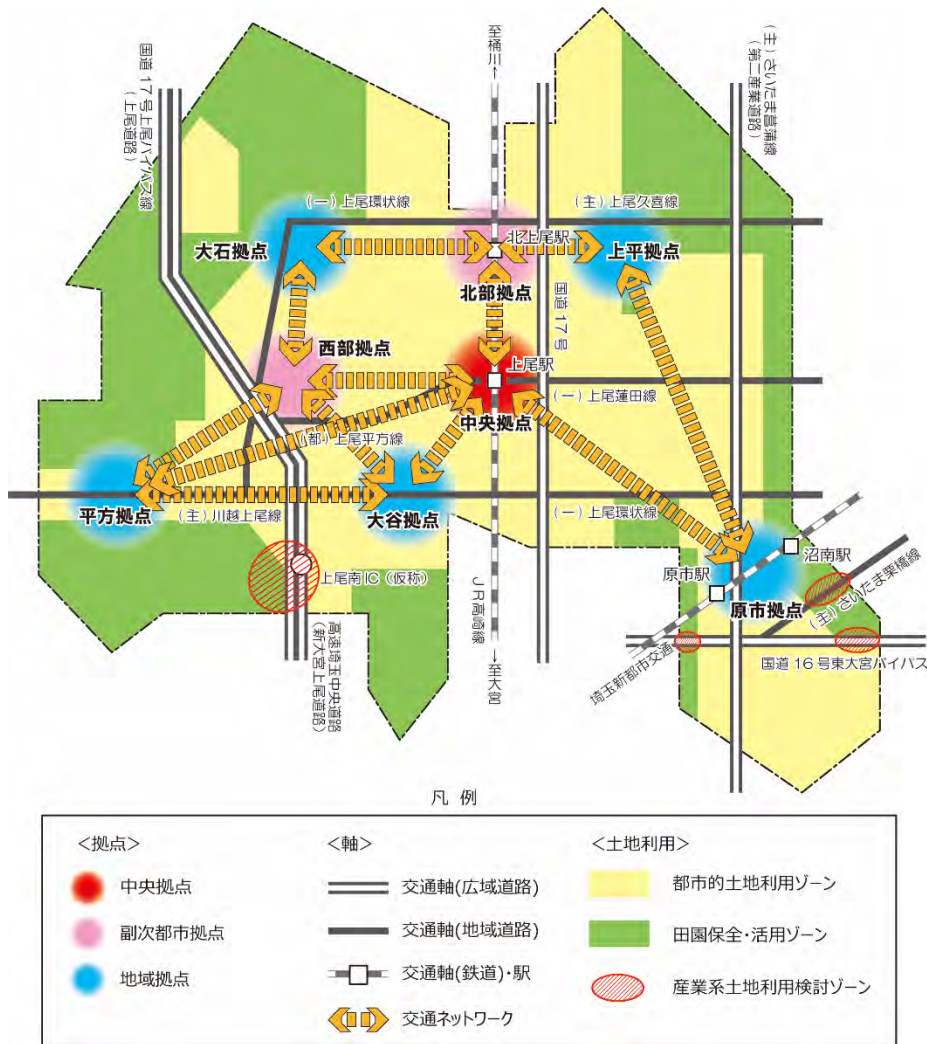 至桶川←
(主)さいたま菖蒲線
(第二産業道路)
国道17号上尾バイパス線
(上尾道路)
(一)上尾環状線
(主)上尾久喜線
大石拠点
北上尾駅
上平拠点
北部拠点
国道17号
西部拠点
上尾駅
(一)上尾蓮田線
中央拠点
(都)上尾平方線
平方拠点
(主)川越上尾線
大谷拠点
(一)上尾環状線
沼南駅
原市駅
上尾南IC(仮称)
JR高崎線
原市拠点
(主)さいたま栗橋線
高速埼玉中央道路
(新大宮上尾道路)
→至大宮
埼玉新都市交通
国道16号東大宮バイパス
凡 例
<拠点>
<軸>
<土地利用>
中央拠点
交通軸(広域道路)
都市的土地利用ゾーン
副次都市拠点
交通軸(地域道路)
田園保全・活用ゾーン
地域拠点
交通軸(鉄道)・駅
産業系土地利用検討ゾーン
交通ネットワーク